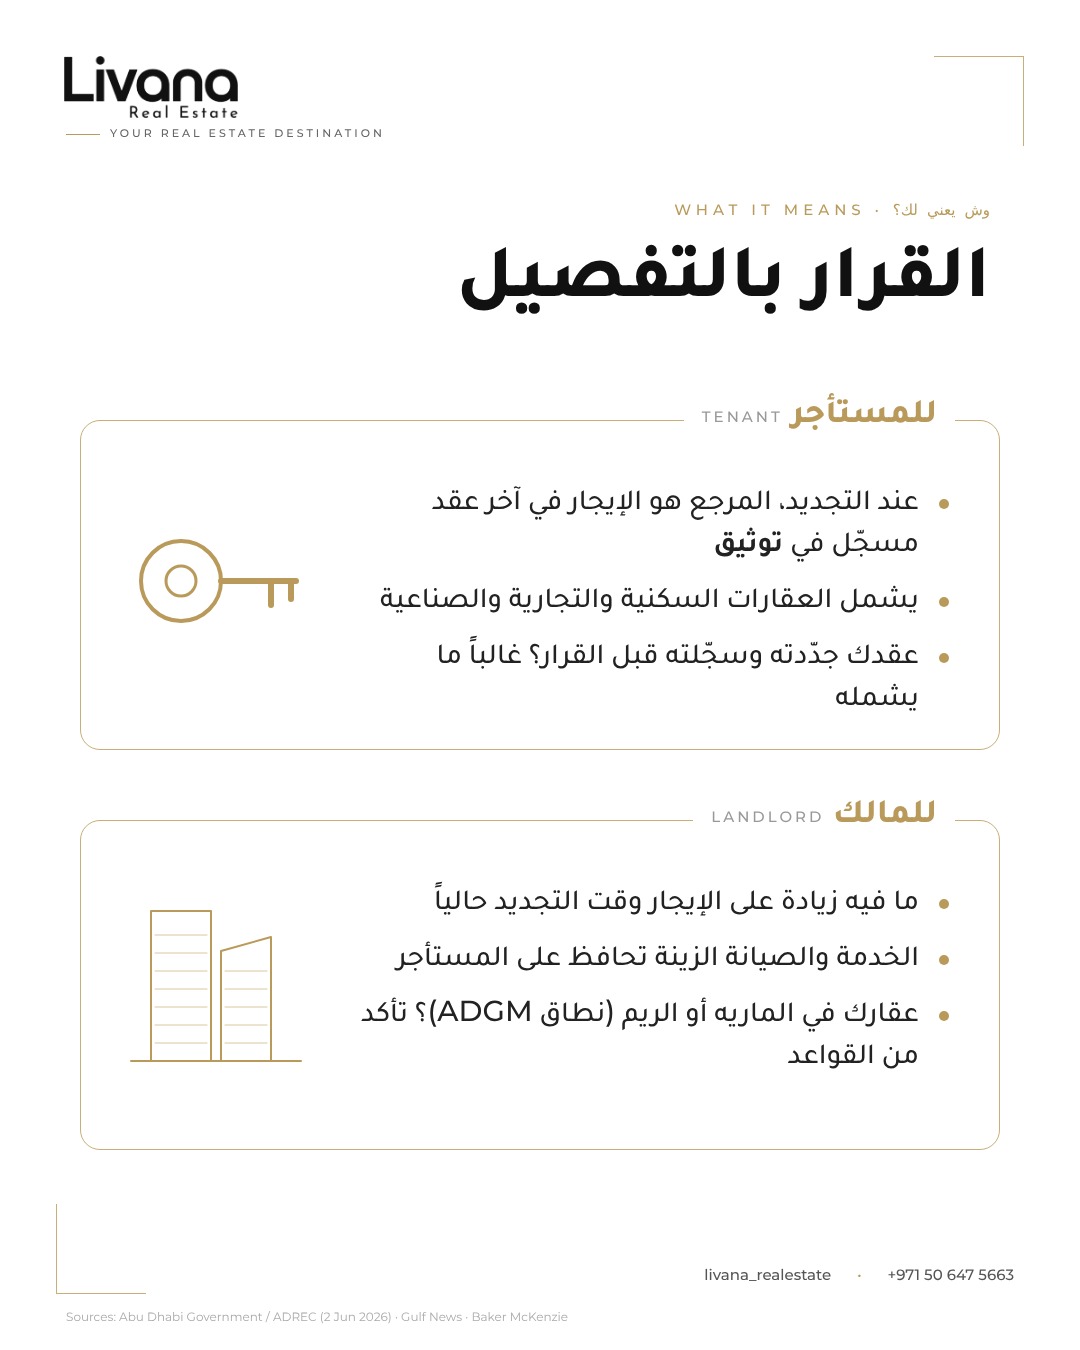 Livana
Real Estate
YOUR REAL ESTATE DESTINATION
وش يعني لك؟ · WHAT IT MEANS
القرار بالتفصيل
للمستأجر TENANT
عند التجديد، المرجع هو الإيجار في آخر عقد
مسجّل في توثيق
يشمل العقارات السكنية والتجارية والصناعية
عقدك جدّدته وسجّلته قبل القرار؟ غالباً ما
يشمله
للمالك LANDLORD
ما فيه زيادة على الإيجار وقت التجديد حالياً
الخدمة والصيانة الزينة تحافظ على المستأجر
عقارك في الماريه أو الريم (نطاق ADGM)؟ تأكد
من القواعد
livana_realestate · +971 50 647 5663
Sources: Abu Dhabi Government / ADREC (2 Jun 2026) · Gulf News · Baker McKenzie